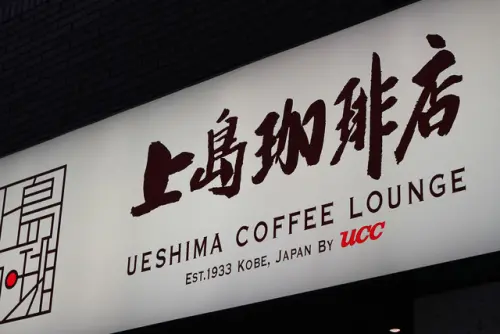 上島珈琲店
UESHIMA COFFEE LOUNGE
EST.1933 KOBE, JAPAN BY UCC